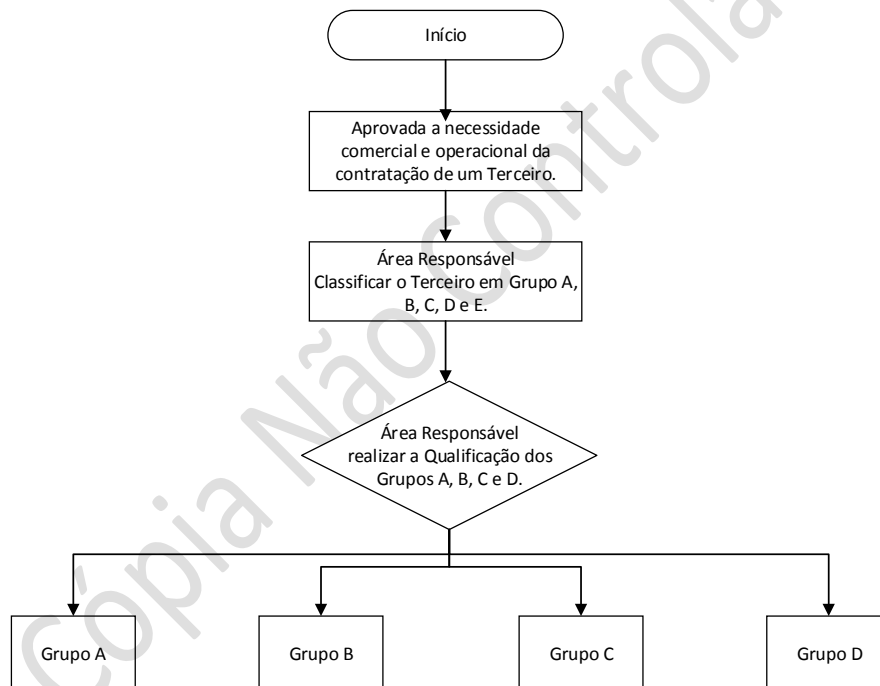 Início
Aprovada a necessidade
comercial e operacional da
contratação de um Terceiro.
Área Responsável
Classificar o Terceiro em Grupo A,
B, C, D e E.
Área Responsável
realizar a Qualificação dos
Grupos A, B, C e D.
Grupo A
Grupo B
Grupo C
Grupo D
Cópia Não